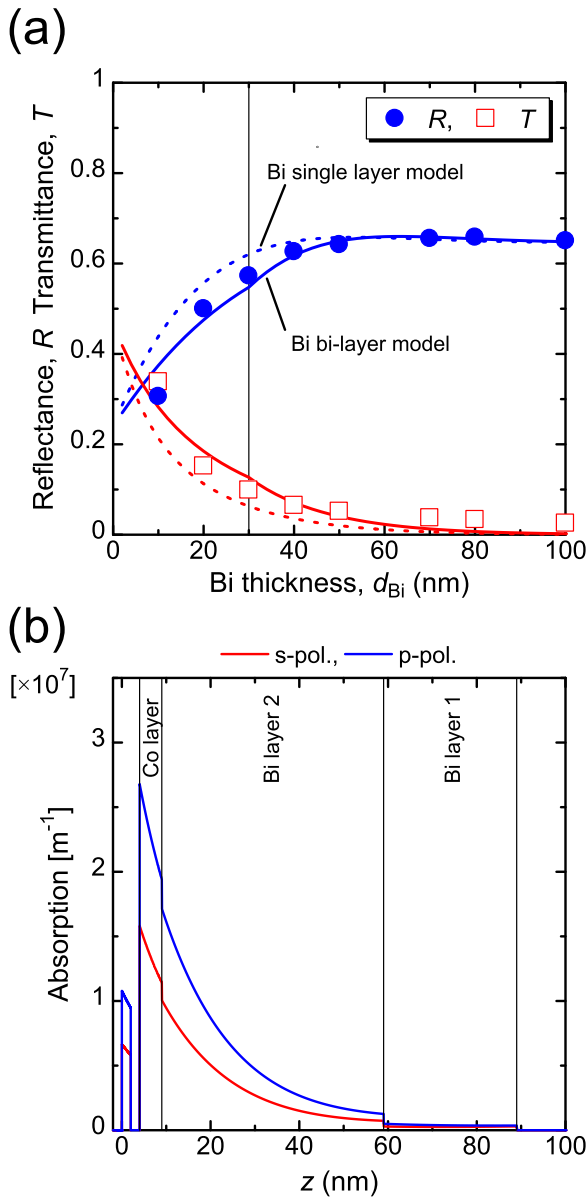 (a)
1
0.8
0.6
0.4
0.2
0
0 20 40 60 80 100
Reflectance, R Transmittance, T
Bi thickness, dBi (nm)
R, T
Bi single layer model
Bi bi-layer model
(b)
s-pol., p-pol.
[×10⁷]
3
2
1
0
0 20 40 60 80 100
Absorption [m⁻¹]
z (nm)
Co layer
Bi layer 2
Bi layer 1